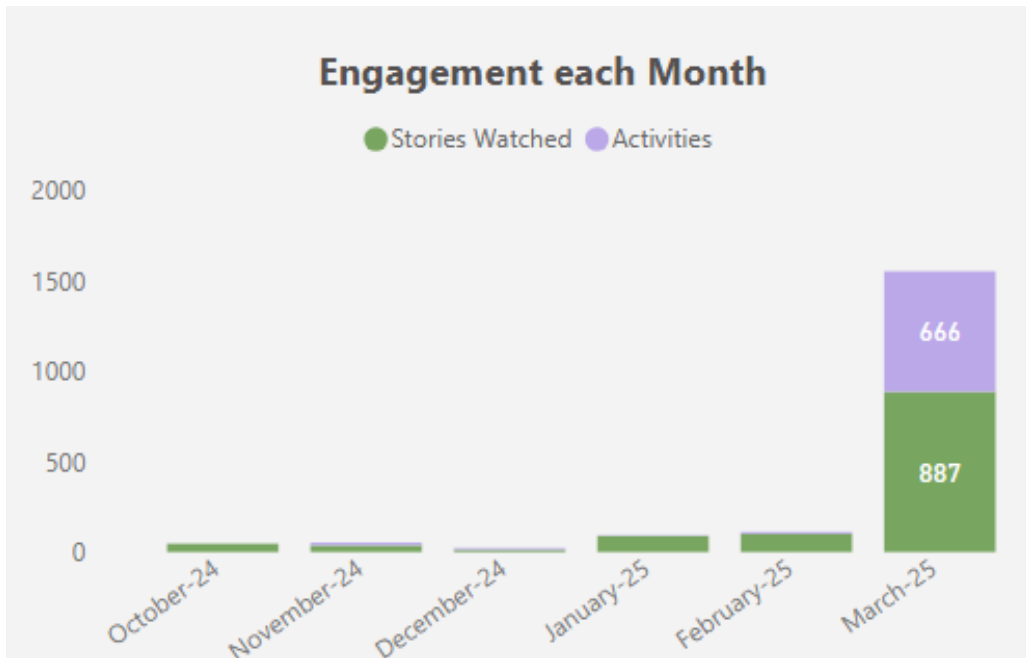 Engagement each Month
Stories Watched Activities
2000
1500
1000
500
0
666
887
October-24
November-24
December-24
January-25
February-25
March-25